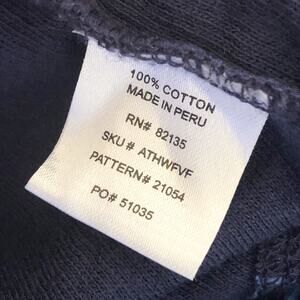 100% COTTON
MADE IN PERU
RN# 82135
SKU# ATHWFVF
PATTERN# 21054
PO# 51035